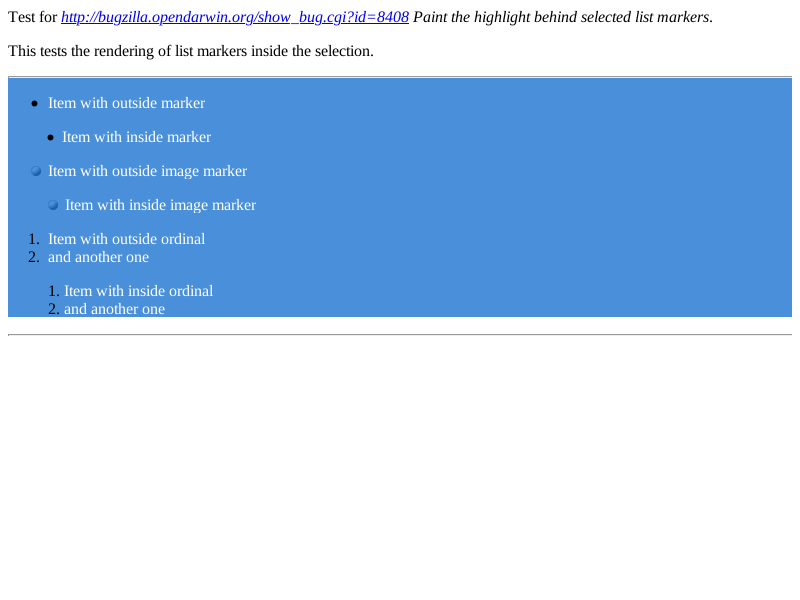 Test for http://bugzilla.opendarwin.org/show_bug.cgi?id=8408 Paint the highlight behind selected list markers.
This tests the rendering of list markers inside the selection.
• Item with outside marker
• Item with inside marker
Item with outside image marker
Item with inside image marker
1. Item with outside ordinal
2. and another one
1. Item with inside ordinal
2. and another one